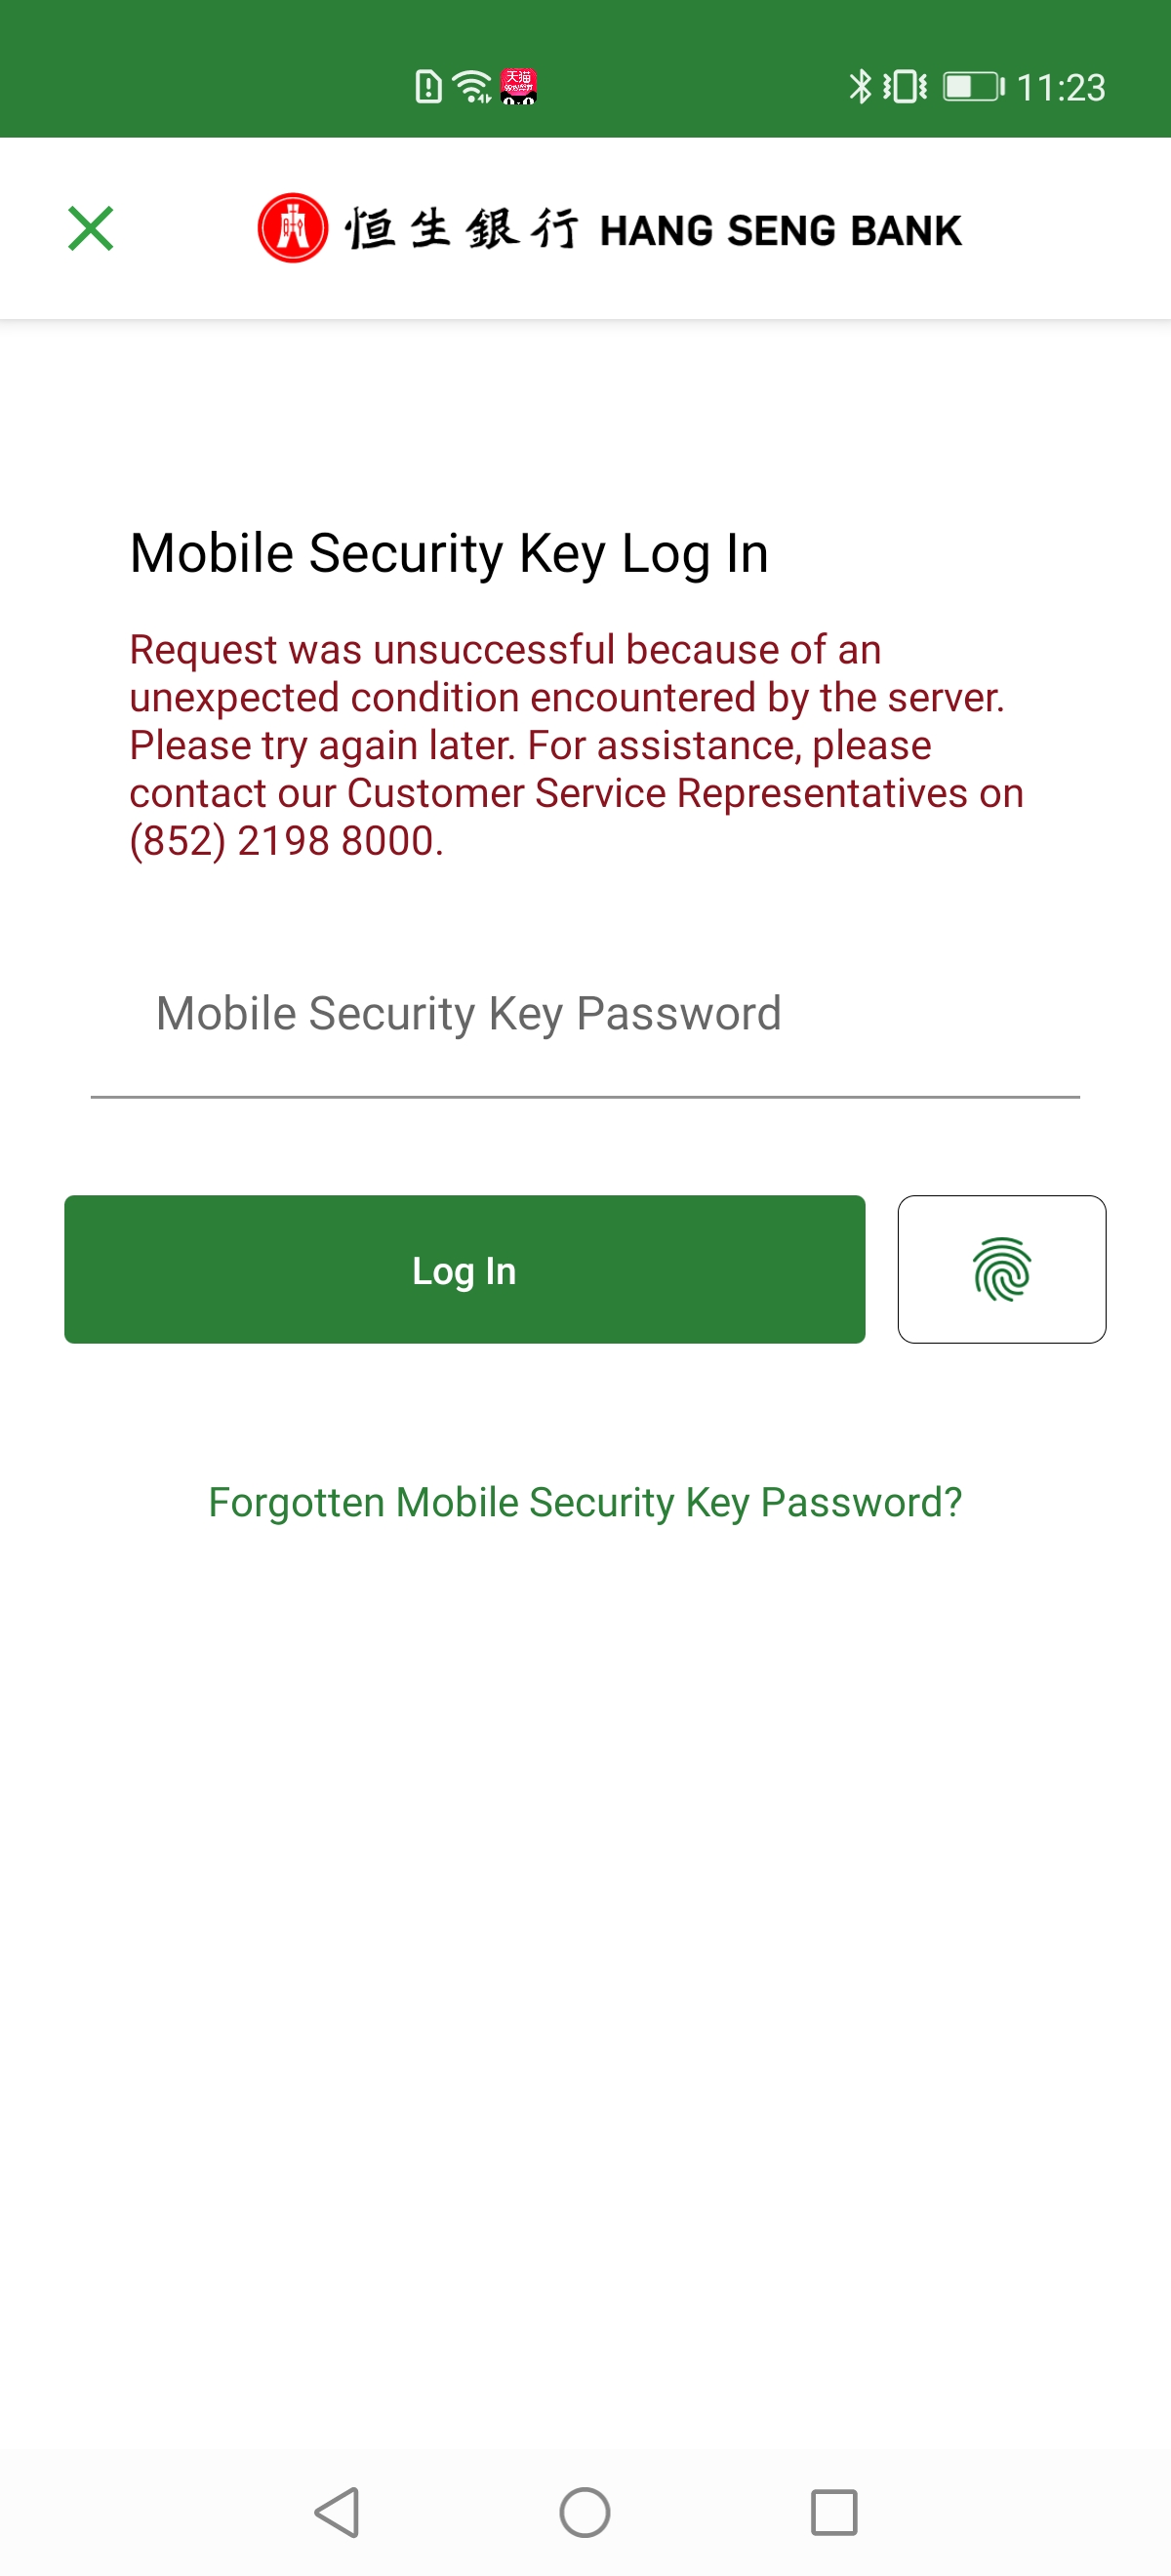 天猫
11:23
恒生銀行 HANG SENG BANK
Mobile Security Key Log In
Request was unsuccessful because of an
unexpected condition encountered by the server.
Please try again later. For assistance, please
contact our Customer Service Representatives on
(852) 2198 8000.
Mobile Security Key Password
Log In
Forgotten Mobile Security Key Password?